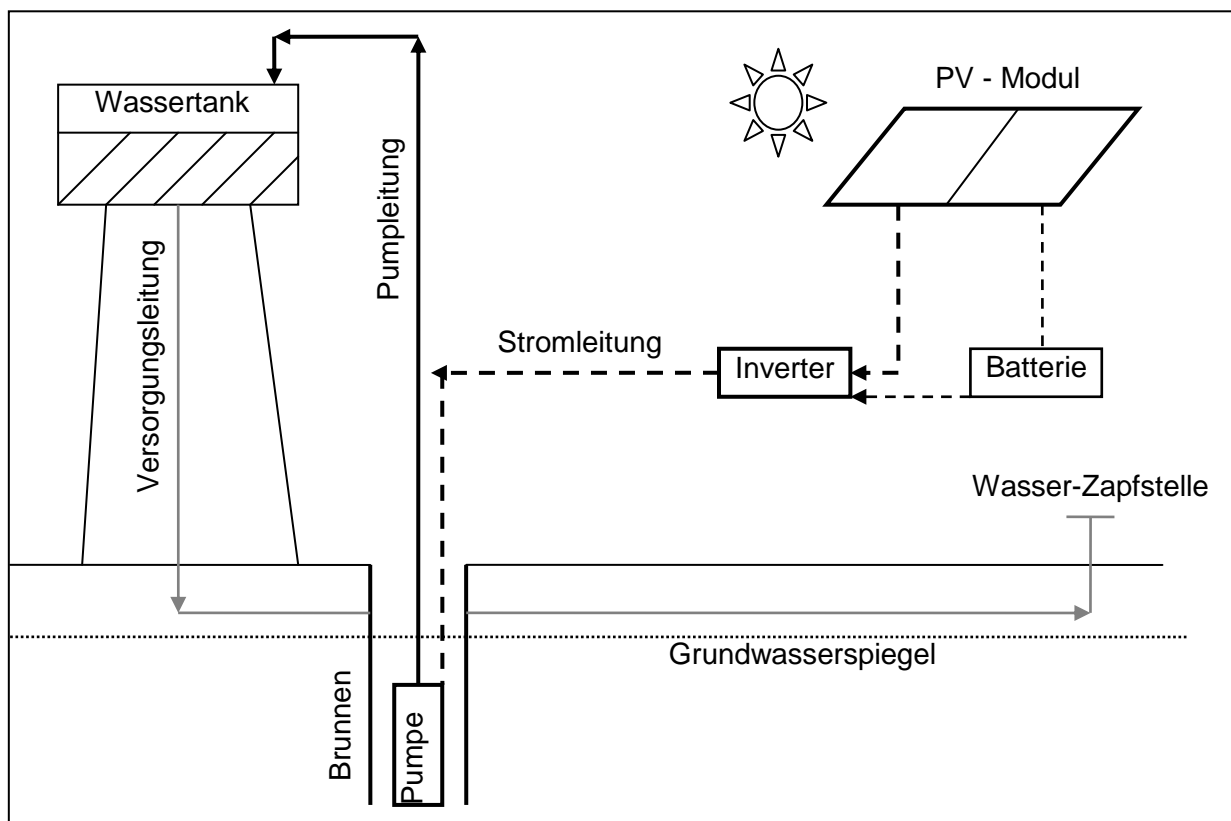 PV - Modul
Wassertank
Pumpleitung
Versorgungsleitung
Stromleitung
Inverter
Batterie
Wasser-Zapfstelle
Grundwasserspiegel
Brunnen
Pumpe